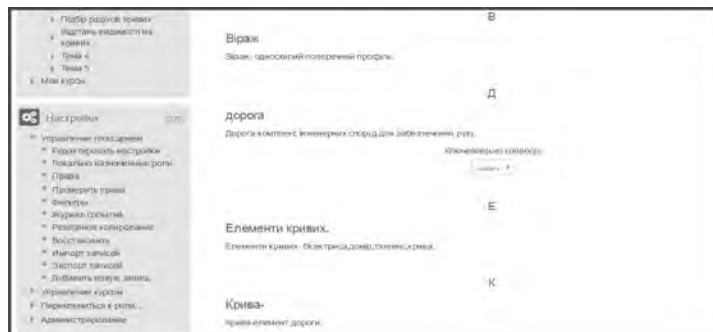 Підбір радіусів кривих
Відстань видимості на
кривих
Тема 4
Тема 5
Мои курсы
Настройки
Управление глоссарием
Редактировать настройки
Локально назначенные роли
Права
Проверить права
Фильтры
Журнал событий
Резервное копирование
Восстановить
Импорт записей
Экспорт записей
Добавить новую запись
Управление курсом
Переключиться к роли...
Администрирование
В
Віраж
Віраж- односхилий поперечний профіль.
Д
дорога
Дорога комплекс інженерних споруд для забезпечення руху.
Ключевое(ые) слово(а):
Е
Елементи кривих.
Елементи кривих- бісектриса,домір,тангенс,крива.
К
Крива-
Крива-елемент дороги.